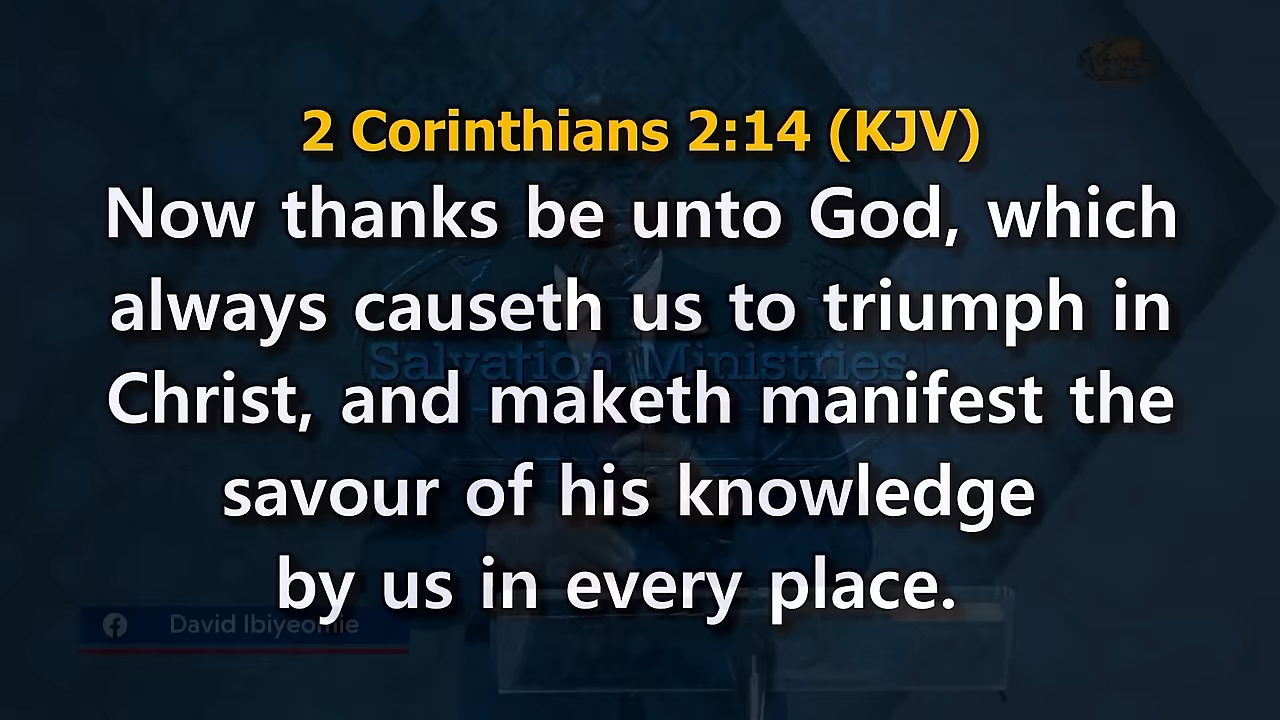 2 Corinthians 2:14 (KJV)
Now thanks be unto God, which
always causeth us to triumph in
Salvation Ministries
Christ, and maketh manifest the
savour of his knowledge
by us in every place.
David Ibiyeomie